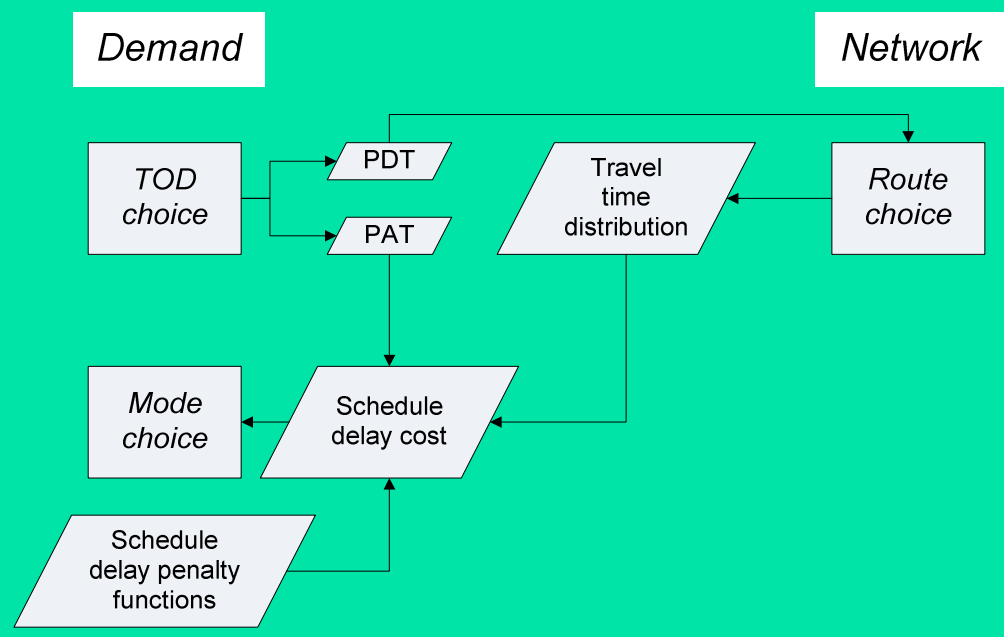 Demand
Network
TOD
choice
PDT
PAT
Travel
time
distribution
Route
choice
Mode
choice
Schedule
delay cost
Schedule
delay penalty
functions